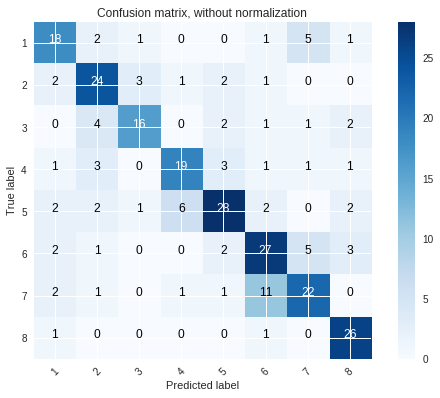 Confusion matrix, without normalization
True label
1 18 2 1 0 0 1 5 1
2 2 24 3 1 2 1 0 0
3 0 4 16 0 2 1 1 2
4 1 3 0 19 3 1 1 1
5 2 2 1 6 28 2 0 2
6 2 1 0 0 2 27 5 3
7 2 1 0 1 1 11 22 0
8 1 0 0 0 0 1 0 26
1 2 3 4 5 6 7 8
Predicted label
25
20
15
10
5
0